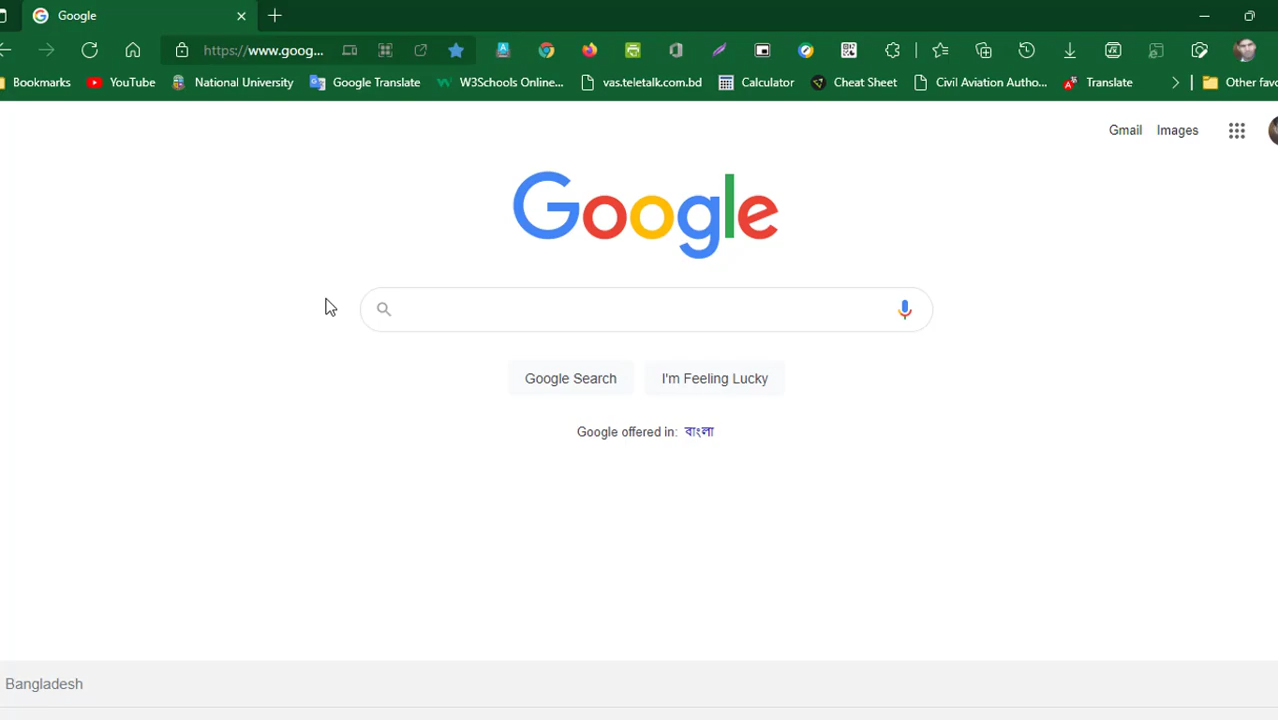 Google
https://www.goog...
Bookmarks YouTube National University Google Translate W3Schools Online... vas.teletalk.com.bd Calculator Cheat Sheet Civil Aviation Autho... Translate Other favo
Gmail Images
Google
Google Search I'm Feeling Lucky
Google offered in: বাংলা
Bangladesh